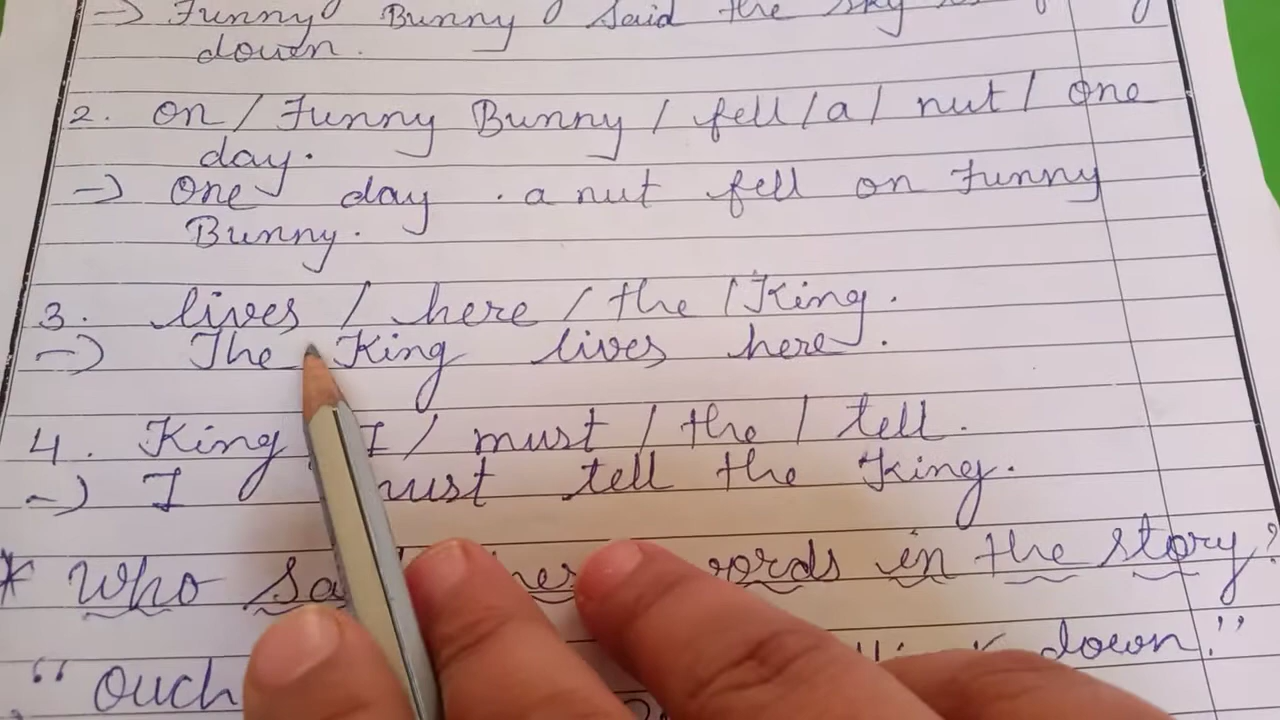 -> Funny Bunny said the sky
down.
2. on / Funny Bunny / fell / a / nut / one
day.
-> One day . a nut fell on Funny
Bunny.
3. lives / here / the / King.
-> The King lives here.
4. King I / must / the / tell.
-> I must tell the King.
* Who words in the story?
"Ouch down."